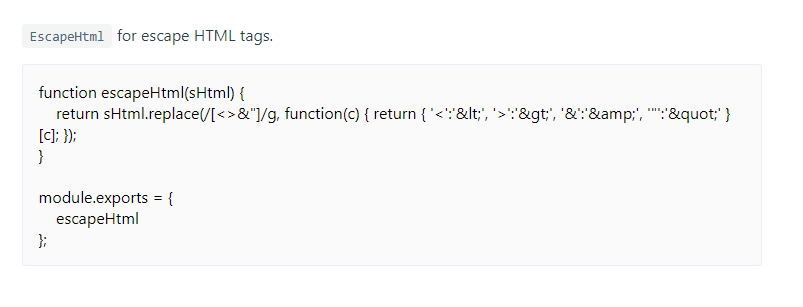 EscapeHtml for escape HTML tags.
function escapeHtml(sHtml) {
    return sHtml.replace(/[<>&"]/g, function(c) { return { '<':'&lt;', '>':'&gt;', '&':'&amp;', '"':'&quot;' }
[c]; });
}

module.exports = {
    escapeHtml
};